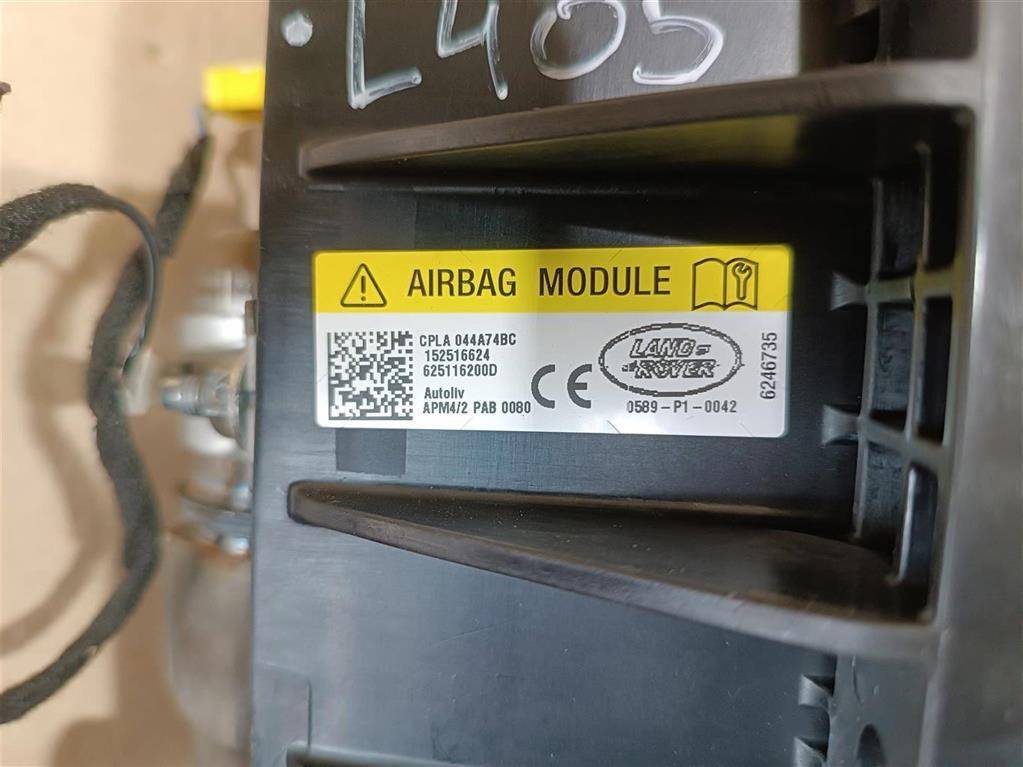 L405
AIRBAG MODULE
CPLA 044A74BC
152516624
625116200D
Autoliv
APM4/2 PAB 0080
CE
LAND-
ROVER
0589-P1-0042
6246735